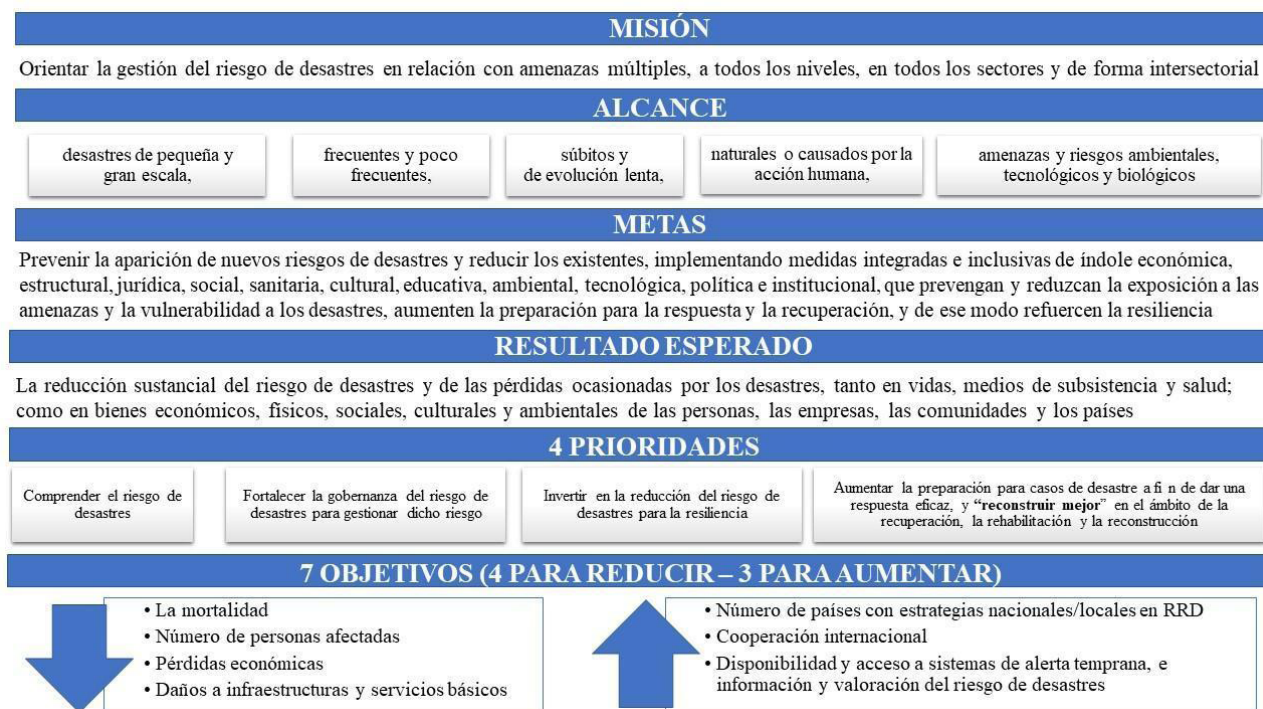 MISIÓN
Orientar la gestión del riesgo de desastres en relación con amenazas múltiples, a todos los niveles, en todos los sectores y de forma intersectorial
ALCANCE
desastres de pequeña y
gran escala,
frecuentes y poco
frecuentes,
súbitos y
de evolución lenta,
naturales o causados por la
acción humana,
amenazas y riesgos ambientales,
tecnológicos y biológicos
METAS
Prevenir la aparición de nuevos riesgos de desastres y reducir los existentes, implementando medidas integradas e inclusivas de índole económica,
estructural, jurídica, social, sanitaria, cultural, educativa, ambiental, tecnológica, política e institucional, que prevengan y reduzcan la exposición a las
amenazas y la vulnerabilidad a los desastres, aumenten la preparación para la respuesta y la recuperación, y de ese modo refuercen la resiliencia
RESULTADO ESPERADO
La reducción sustancial del riesgo de desastres y de las pérdidas ocasionadas por los desastres, tanto en vidas, medios de subsistencia y salud;
como en bienes económicos, físicos, sociales, culturales y ambientales de las personas, las empresas, las comunidades y los países
4 PRIORIDADES
Comprender el riesgo de
desastres
Fortalecer la gobernanza del riesgo de
desastres para gestionar dicho riesgo
Invertir en la reducción del riesgo de
desastres para la resiliencia
Aumentar la preparación para casos de desastre a fi n de dar una
respuesta eficaz, y “reconstruir mejor” en el ámbito de la
recuperación, la rehabilitación y la reconstrucción
7 OBJETIVOS (4 PARA REDUCIR – 3 PARA AUMENTAR)
• La mortalidad
• Número de personas afectadas
• Pérdidas económicas
• Daños a infraestructuras y servicios básicos
• Número de países con estrategias nacionales/locales en RRD
• Cooperación internacional
• Disponibilidad y acceso a sistemas de alerta temprana, e
información y valoración del riesgo de desastres